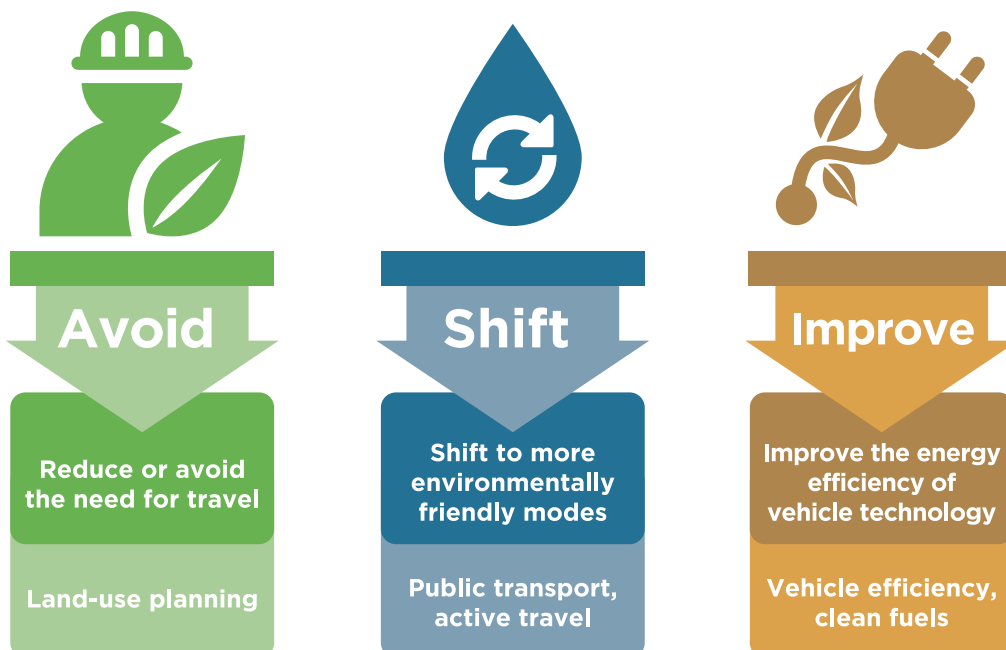 Avoid
Reduce or avoid
the need for travel
Land-use planning
Shift
Shift to more
environmentally
friendly modes
Public transport,
active travel
Improve
Improve the energy
efficiency of
vehicle technology
Vehicle efficiency,
clean fuels